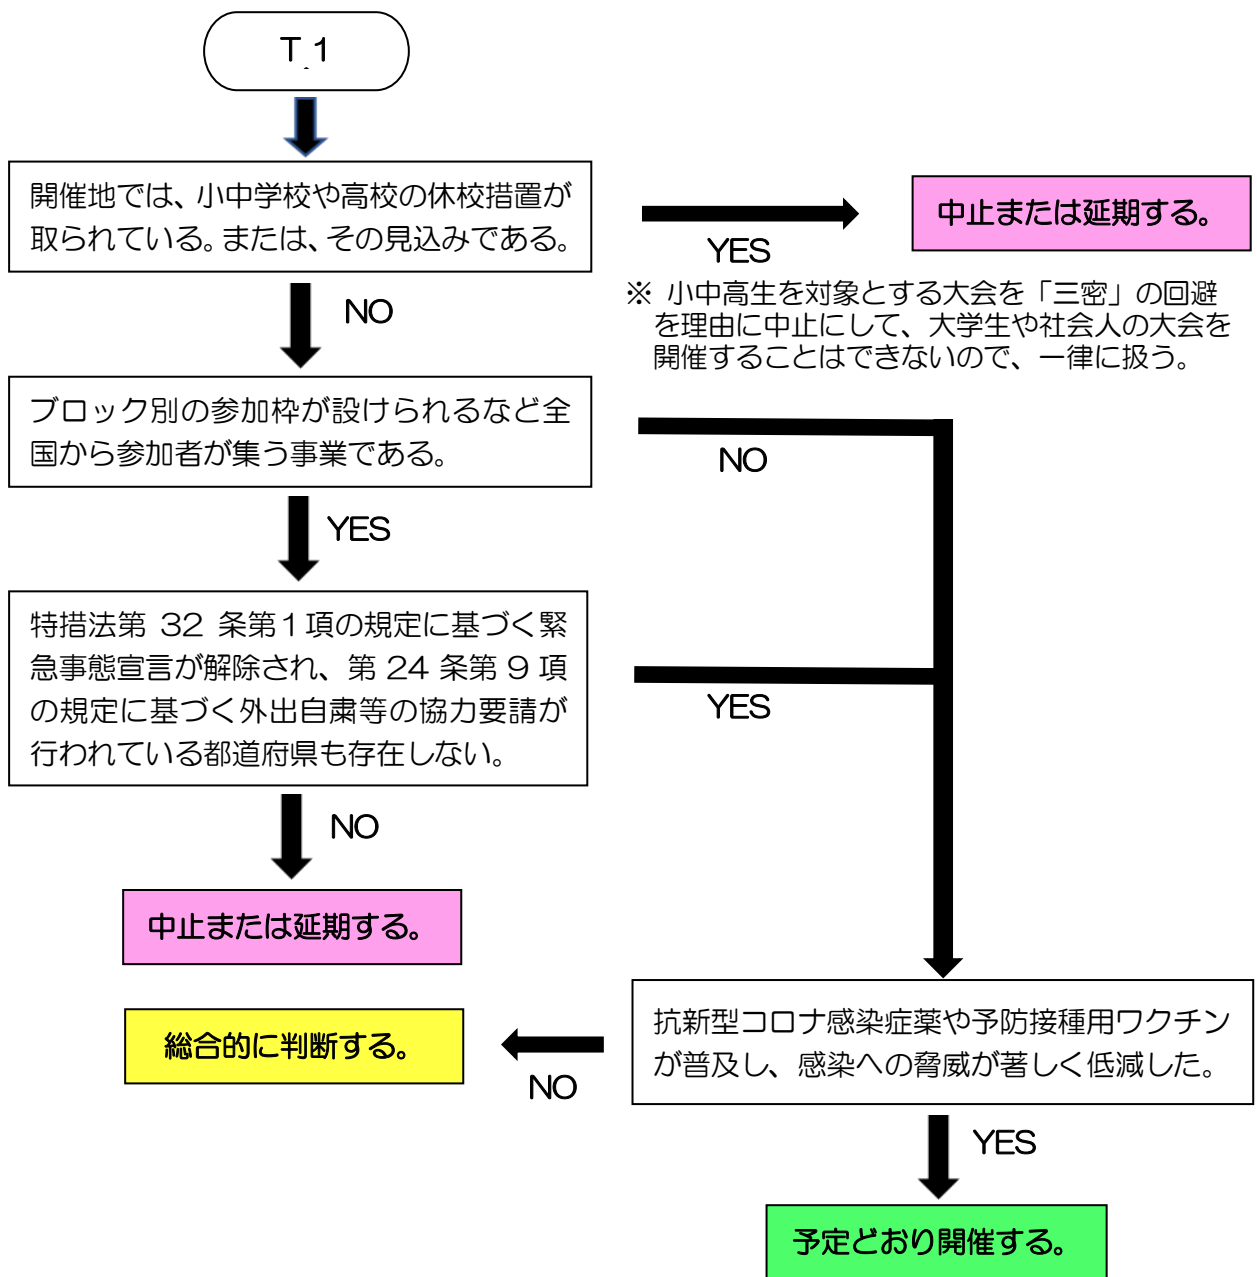 T.1
開催地では、小中学校や高校の休校措置が
取られている。または、その見込みである。
YES
中止または延期する。
※ 小中高生を対象とする大会を「三密」の回避
を理由に中止にして、大学生や社会人の大会を
開催することはできないので、一律に扱う。
NO
ブロック別の参加枠が設けられるなど全
国から参加者が集う事業である。
NO
YES
特措法第 32 条第1項の規定に基づく緊
急事態宣言が解除され、第 24 条第 9 項
の規定に基づく外出自粛等の協力要請が
行われている都道府県も存在しない。
YES
NO
中止または延期する。
抗新型コロナ感染症薬や予防接種用ワクチン
が普及し、感染への脅威が著しく低減した。
NO
総合的に判断する。
YES
予定どおり開催する。